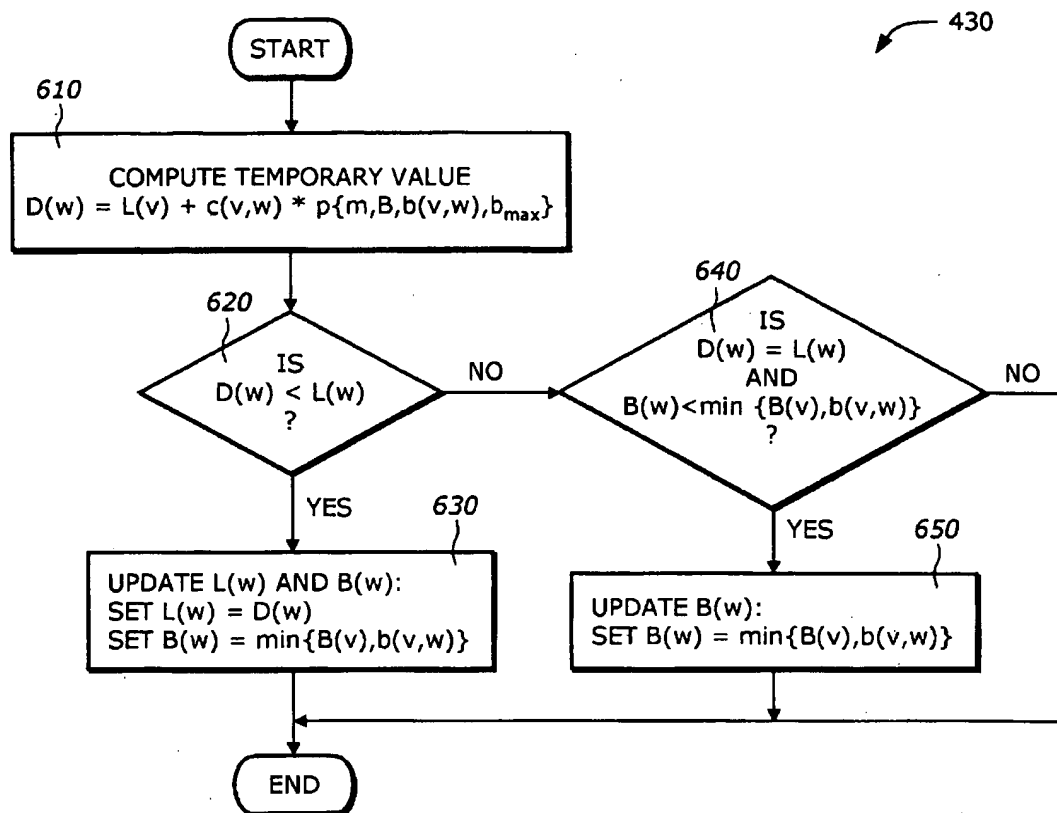 430
START
610
COMPUTE TEMPORARY VALUE
D(w) = L(v) + c(v,w) * p{m,B,b(v,w),bmax}
620
IS
D(w) < L(w)
?
NO
640
IS
D(w) = L(w)
AND
B(w)<min {B(v),b(v,w)}
?
NO
YES
630
UPDATE L(w) AND B(w):
SET L(w) = D(w)
SET B(w) = min{B(v),b(v,w)}
YES
650
UPDATE B(w):
SET B(w) = min{B(v),b(v,w)}
END